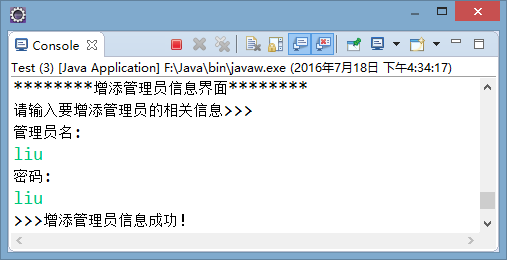 Console
Test (3) [Java Application] F:\Java\bin\javaw.exe (2016年7月18日 下午4:34:17)
********增添管理员信息界面********
请输入要增添管理员的相关信息>>>
管理员名:
liu
密码:
liu
>>>增添管理员信息成功!